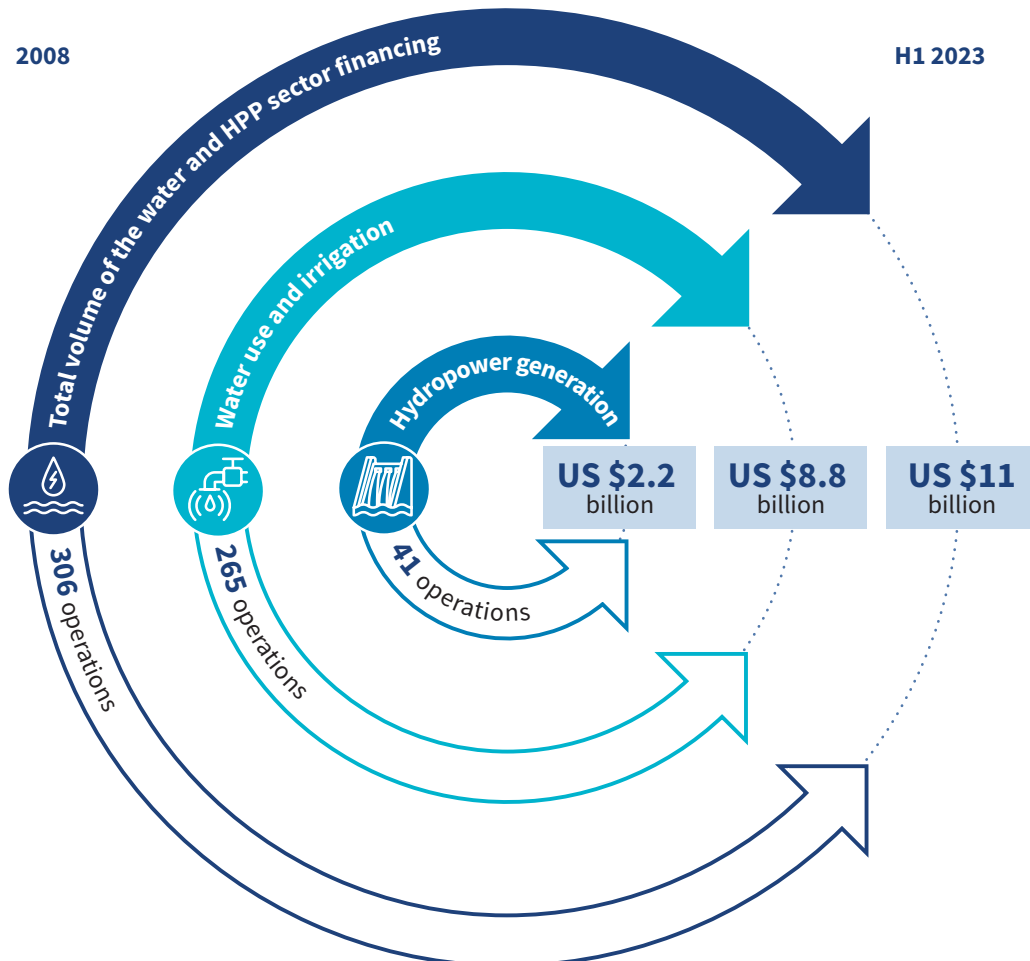 2008
H1 2023
Total volume of the water and HPP sector financing
Water use and irrigation
Hydropower generation
US $2.2
billion
US $8.8
billion
US $11
billion
306 operations
265 operations
41 operations